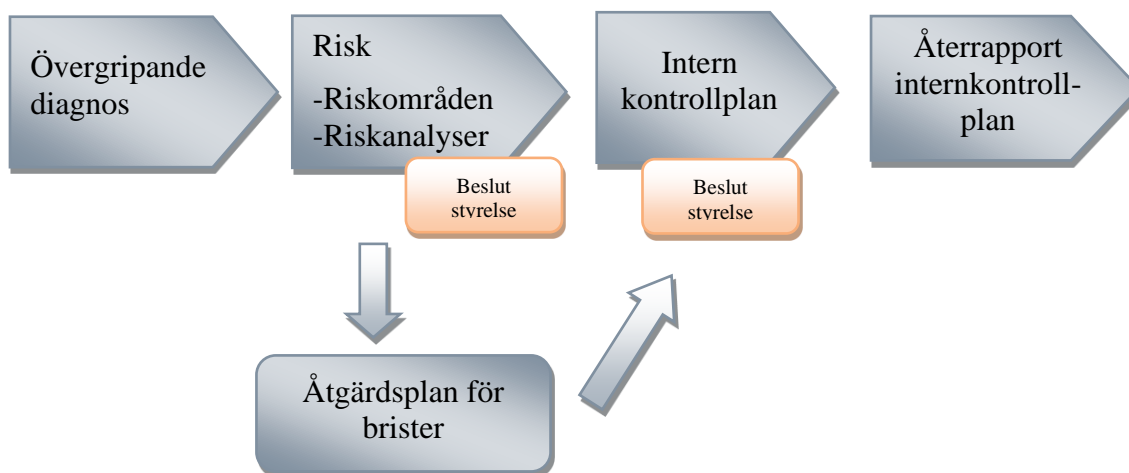 Övergripande
diagnos
Risk
-Riskområden
-Riskanalyser
Beslut
styrelse
Intern
kontrollplan
Beslut
styrelse
Återrapport
internkontroll-
plan
Åtgärdsplan för
brister